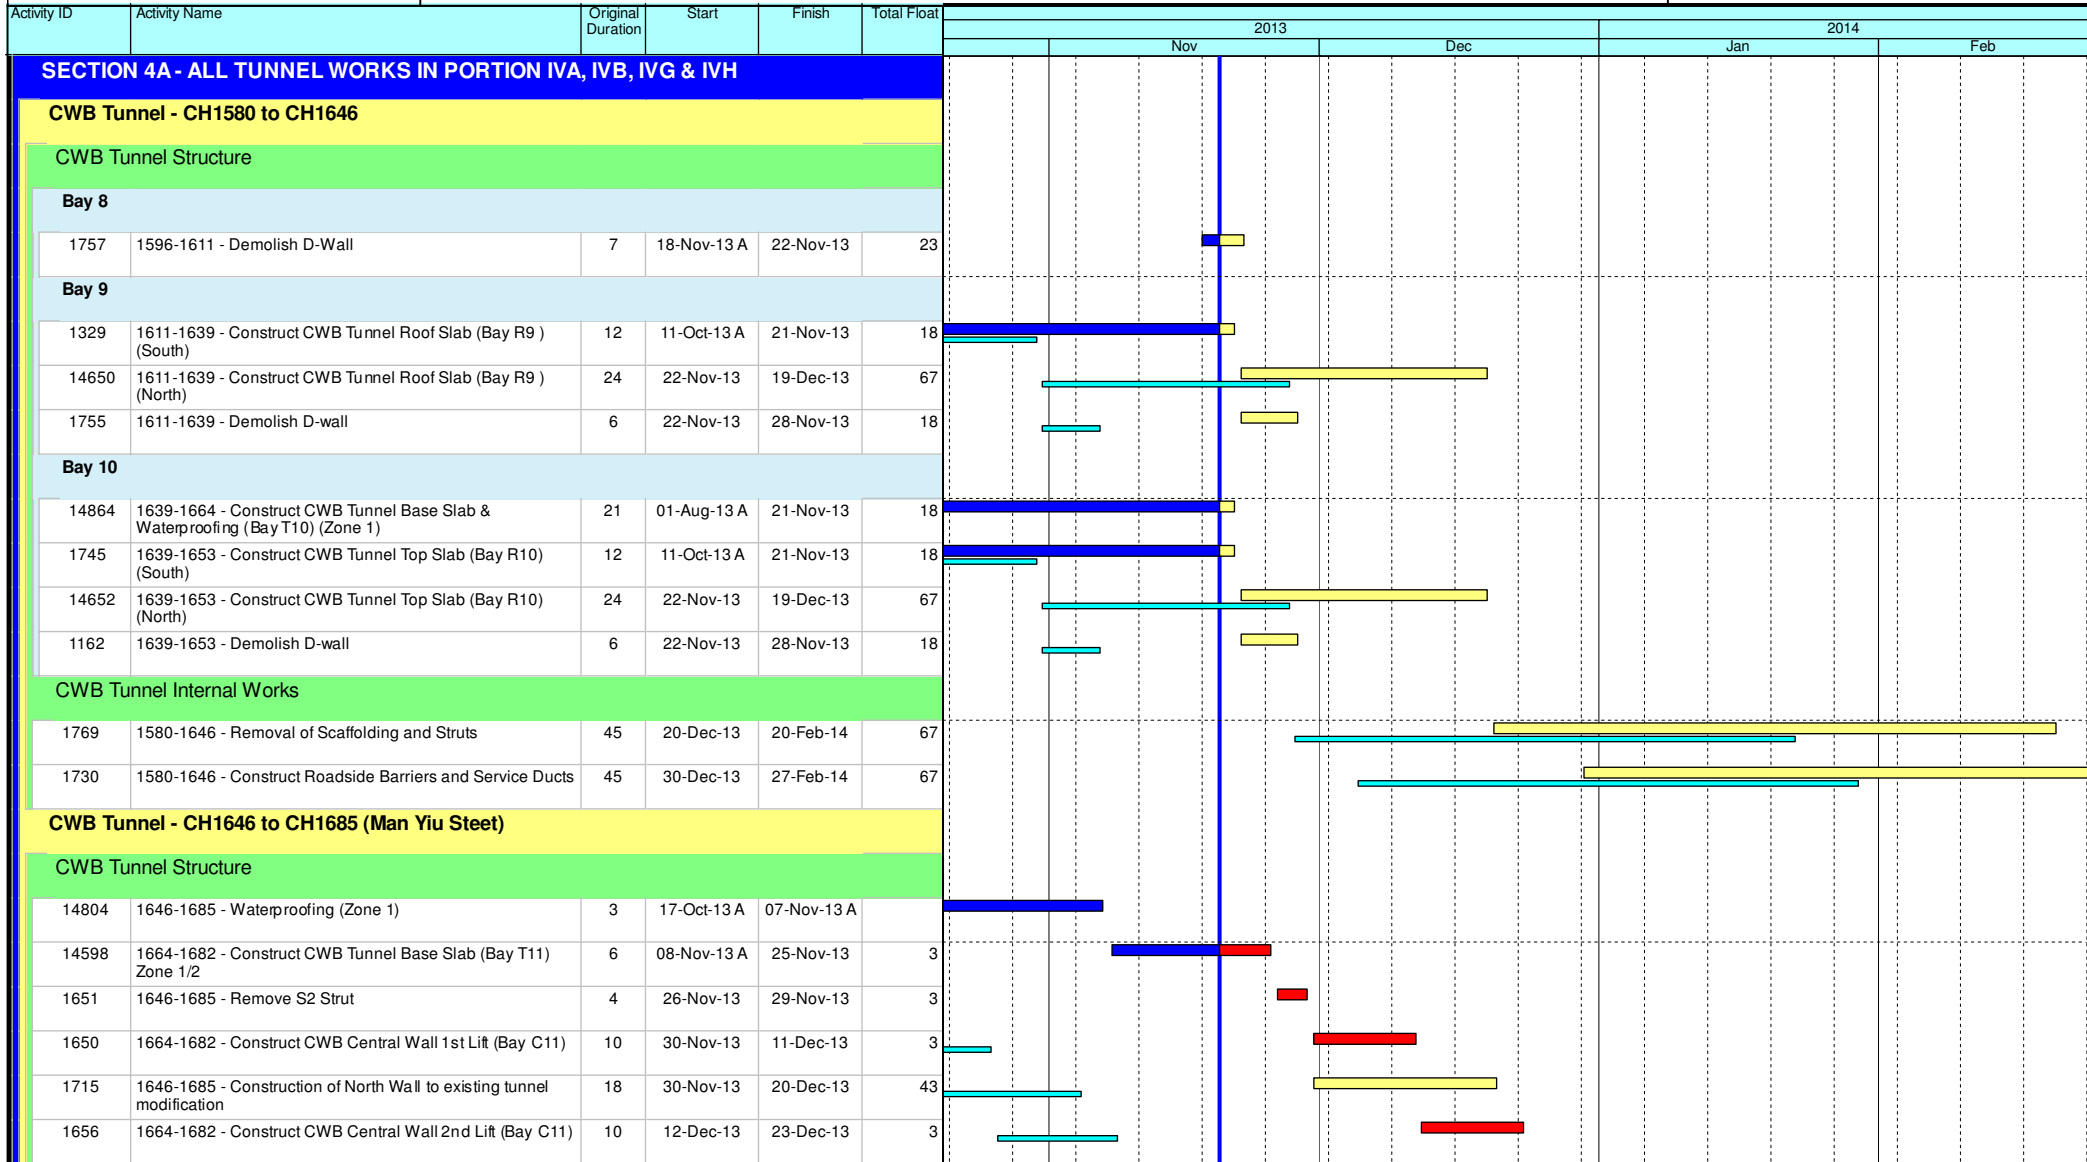 Activity ID Activity Name Original Duration Start Finish Total Float
2013 2014
Nov Dec Jan Feb
SECTION 4A - ALL TUNNEL WORKS IN PORTION IVA, IVB, IVG & IVH
CWB Tunnel - CH1580 to CH1646
CWB Tunnel Structure
Bay 8
1757 1596-1611 - Demolish D-Wall 7 18-Nov-13 A 22-Nov-13 23
Bay 9
1329 1611-1639 - Construct CWB Tunnel Roof Slab (Bay R9 ) 12 11-Oct-13 A 21-Nov-13 18
(South)
14650 1611-1639 - Construct CWB Tunnel Roof Slab (Bay R9 ) 24 22-Nov-13 19-Dec-13 67
(North)
1755 1611-1639 - Demolish D-wall 6 22-Nov-13 28-Nov-13 18
Bay 10
14864 1639-1664 - Construct CWB Tunnel Base Slab & 21 01-Aug-13 A 21-Nov-13 18
Waterproofing (Bay T10) (Zone 1)
1745 1639-1653 - Construct CWB Tunnel Top Slab (Bay R10) 12 11-Oct-13 A 21-Nov-13 18
(South)
14652 1639-1653 - Construct CWB Tunnel Top Slab (Bay R10) 24 22-Nov-13 19-Dec-13 67
(North)
1162 1639-1653 - Demolish D-wall 6 22-Nov-13 28-Nov-13 18
CWB Tunnel Internal Works
1769 1580-1646 - Removal of Scaffolding and Struts 45 20-Dec-13 20-Feb-14 67
1730 1580-1646 - Construct Roadside Barriers and Service Ducts 45 30-Dec-13 27-Feb-14 67
CWB Tunnel - CH1646 to CH1685 (Man Yiu Steet)
CWB Tunnel Structure
14804 1646-1685 - Waterproofing (Zone 1) 3 17-Oct-13 A 07-Nov-13 A
14598 1664-1682 - Construct CWB Tunnel Base Slab (Bay T11) 6 08-Nov-13 A 25-Nov-13 3
Zone 1/2
1651 1646-1685 - Remove S2 Strut 4 26-Nov-13 29-Nov-13 3
1650 1664-1682 - Construct CWB Central Wall 1st Lift (Bay C11) 10 30-Nov-13 11-Dec-13 3
1715 1646-1685 - Construction of North Wall to existing tunnel 18 30-Nov-13 20-Dec-13 43
modification
1656 1664-1682 - Construct CWB Central Wall 2nd Lift (Bay C11) 10 12-Dec-13 23-Dec-13 3